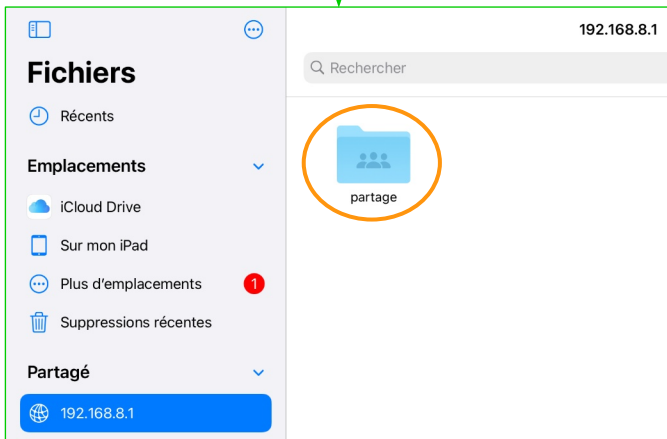 192.168.8.1
Fichiers
Rechercher
Récents
Emplacements
iCloud Drive
Sur mon iPad
Plus d’emplacements 1
Suppressions récentes
Partagé
192.168.8.1
partage